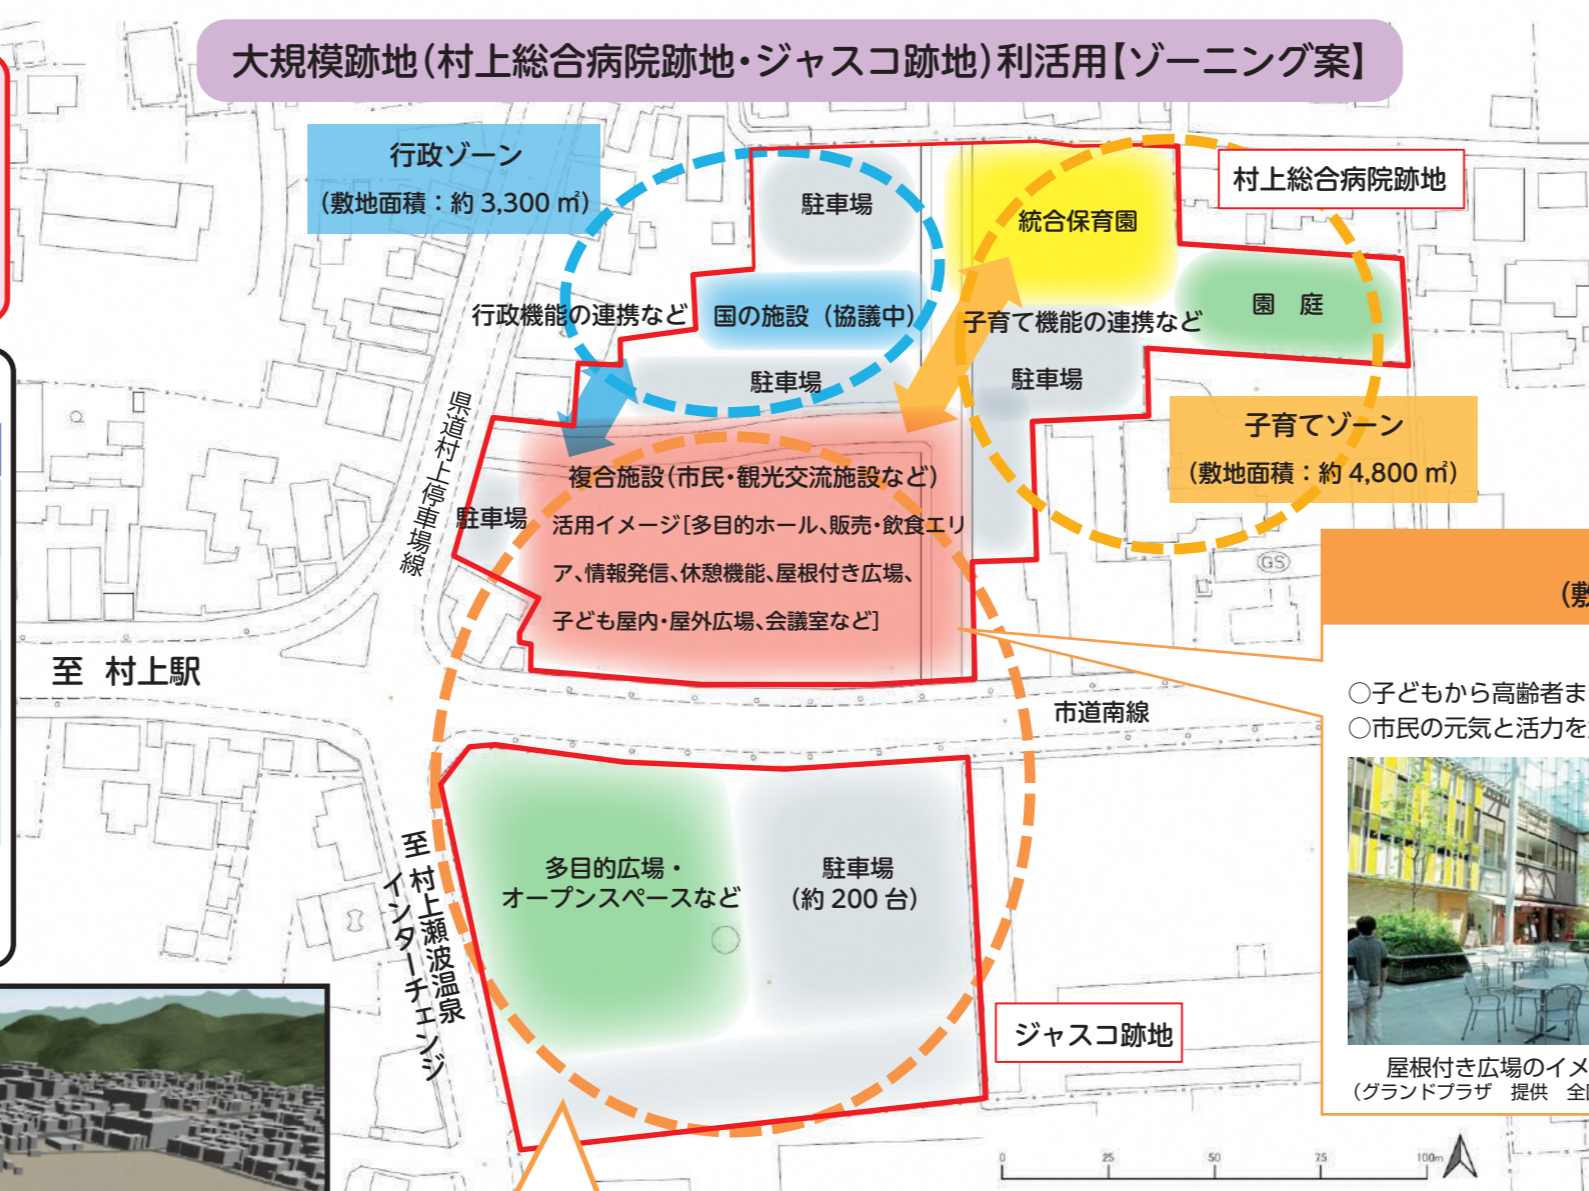 大規模跡地(村上総合病院跡地・ジャスコ跡地)利活用【ゾーニング案】
行政ゾーン
(敷地面積：約 3,300 ㎡)
駐車場
統合保育園
村上総合病院跡地
園　庭
行政機能の連携など
国の施設（協議中）
子育て機能の連携など
駐車場
駐車場
子育てゾーン
(敷地面積：約 4,800 ㎡)
県道村上停車場線
駐車場
複合施設(市民・観光交流施設など)
活用イメージ[多目的ホール、販売・飲食エリ
ア、情報発信、休憩機能、屋根付き広場、
子ども屋内・屋外広場、会議室など]
GS
(敷
至　村上駅
市道南線
○子どもから高齢者ま
○市民の元気と活力を
至　村上瀬波温泉
インターチェンジ
多目的広場・
オープンスペースなど
駐車場
(約 200 台)
ジャスコ跡地
屋根付き広場のイメ
(グランドプラザ　提供　全
0 25 50 75 100m